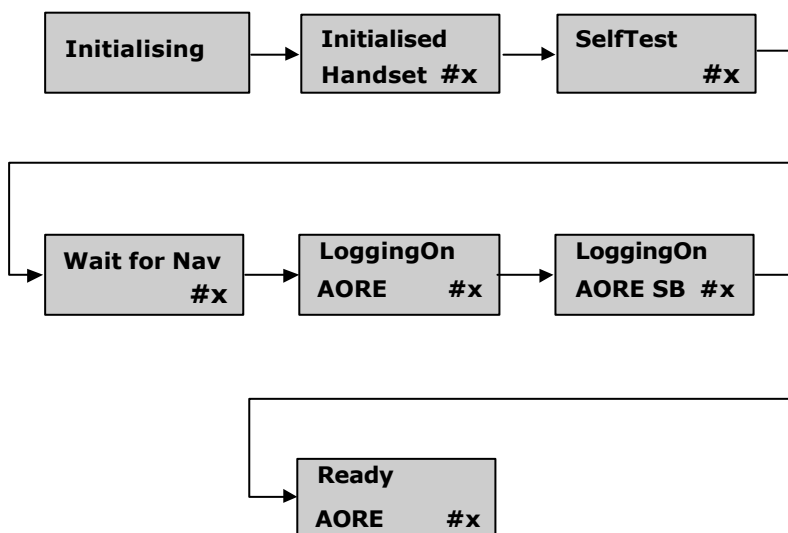 Initialising
Initialised
Handset #x
SelfTest
#x
Wait for Nav
#x
LoggingOn
AORE #x
LoggingOn
AORE SB #x
Ready
AORE #x